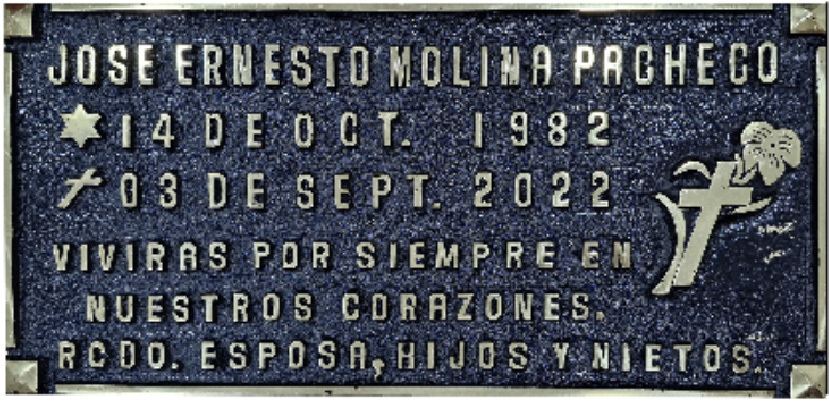 JOSE ERNESTO MOLINA PACHECO
14 DE OCT. 1982
03 DE SEPT. 2022
VIVIRAS POR SIEMPRE EN
NUESTROS CORAZONES.
RCDO. ESPOSA, HIJOS Y NIETOS.